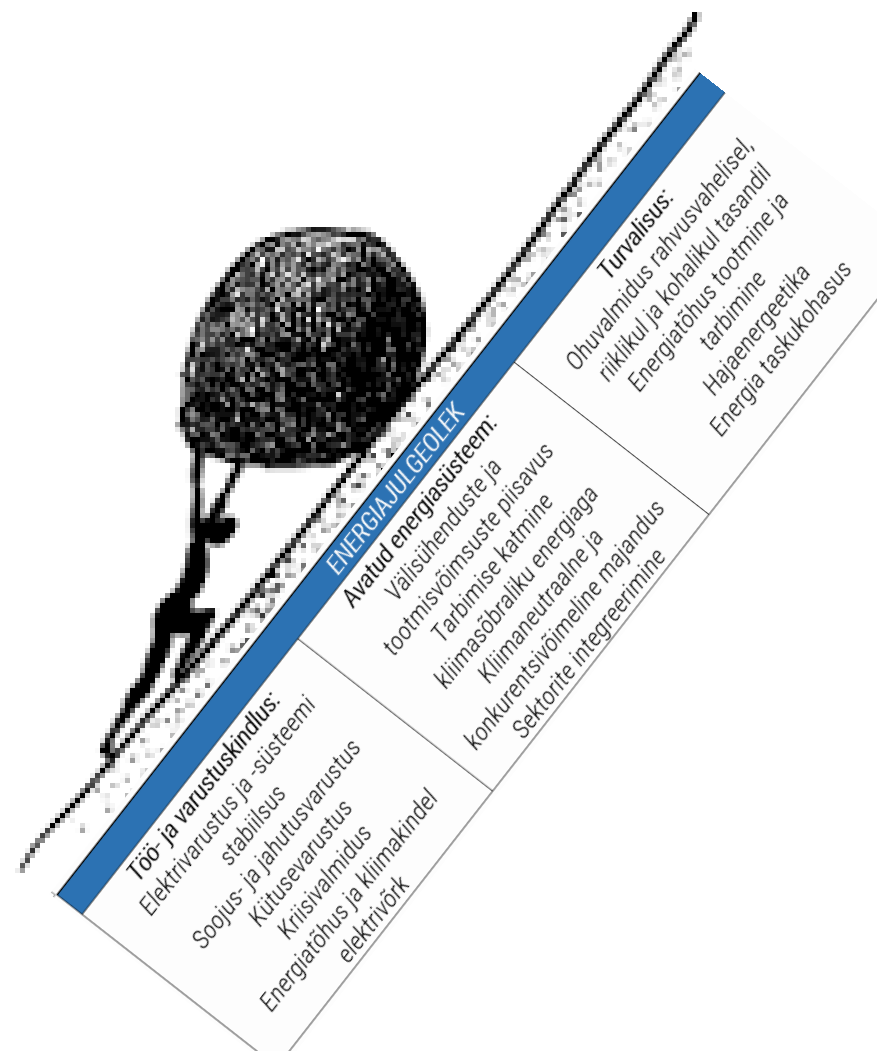 ENERGIAJULGEOLEK
Töö- ja varustuskindlus:
Elektrivarustus ja -süsteemi
stabiilsus
Soojus- ja jahutusvarustus
Kütusevarustus
Kriisivalmidus
Energiatõhus ja kliimakindel
elektrivõrk
Avatud energiasüsteem:
Välisühenduste ja
tootmisvõimsuste piisavus
Tarbimise katmine
kliimasõbraliku energiaga
Kliimaneutraalne ja
konkurentsivõimeline majandus
Sektorite integreerimine
Turvalisus:
Ohuvalmidus rahvusvahelisel,
riiklikul ja kohalikul tasandil
Energiatõhus tootmine ja
tarbimine
Hajaenergeetika
Energia taskukohasus